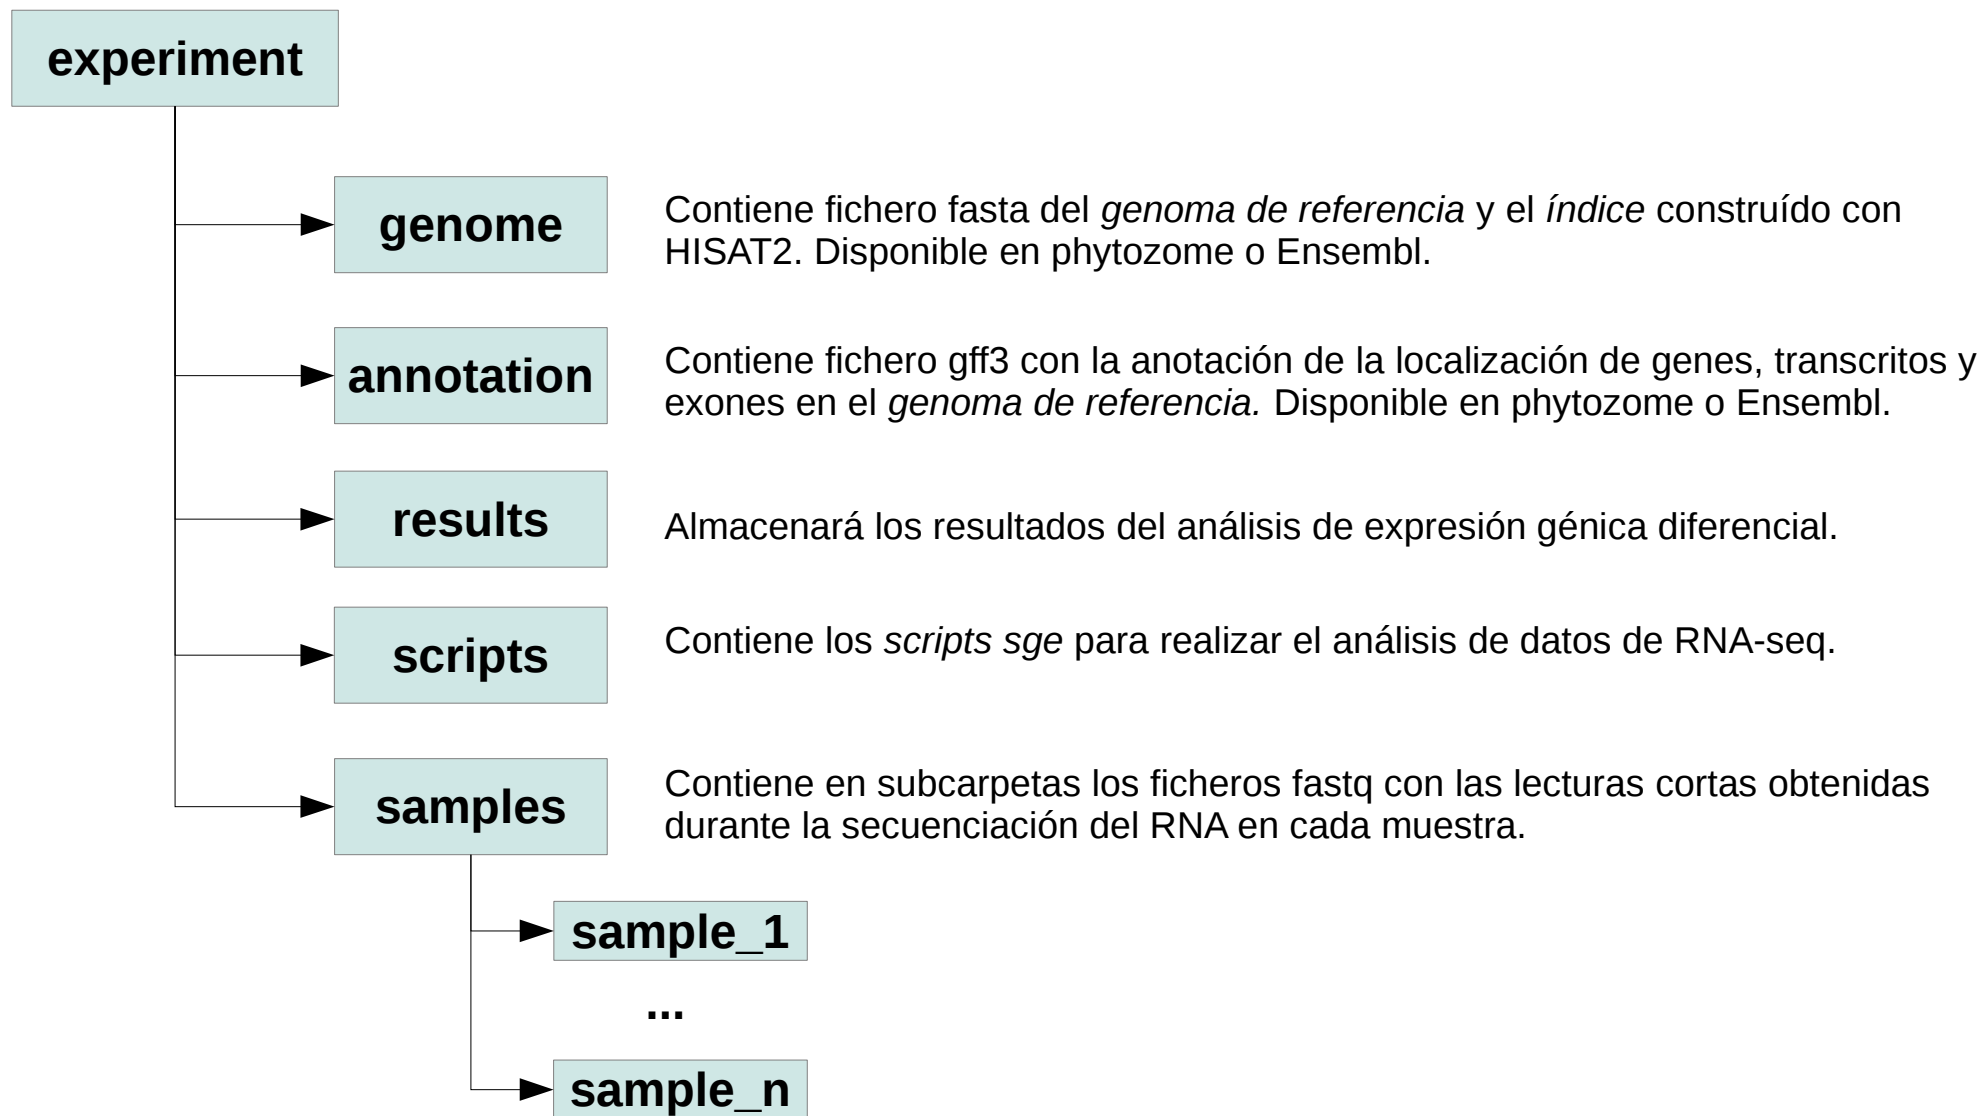 experiment
genome
Contiene fichero fasta del genoma de referencia y el índice construído con
HISAT2. Disponible en phytozome o Ensembl.
annotation
Contiene fichero gff3 con la anotación de la localización de genes, transcritos y
exones en el genoma de referencia. Disponible en phytozome o Ensembl.
results
Almacenará los resultados del análisis de expresión génica diferencial.
scripts
Contiene los scripts sge para realizar el análisis de datos de RNA-seq.
samples
Contiene en subcarpetas los ficheros fastq con las lecturas cortas obtenidas
durante la secuenciación del RNA en cada muestra.
sample_1
...
sample_n